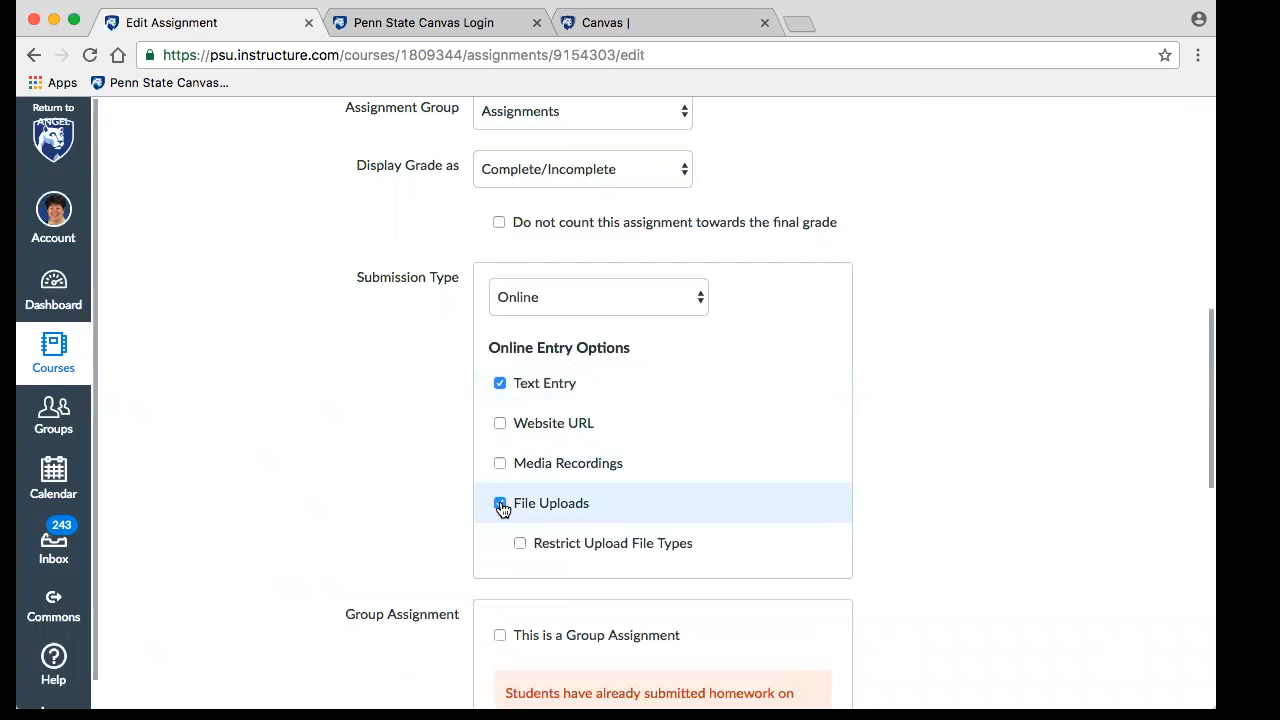 Edit Assignment
Penn State Canvas Login
Canvas |
https://psu.instructure.com/courses/1809344/assignments/9154303/edit
Apps
Penn State Canvas...
Return to
ANGEL
Account
Dashboard
Courses
Groups
Calendar
243
Inbox
Commons
Help
Assignment Group
Assignments
Display Grade as
Complete/Incomplete
Do not count this assignment towards the final grade
Submission Type
Online
Online Entry Options
Text Entry
Website URL
Media Recordings
File Uploads
Restrict Upload File Types
Group Assignment
This is a Group Assignment
Students have already submitted homework on